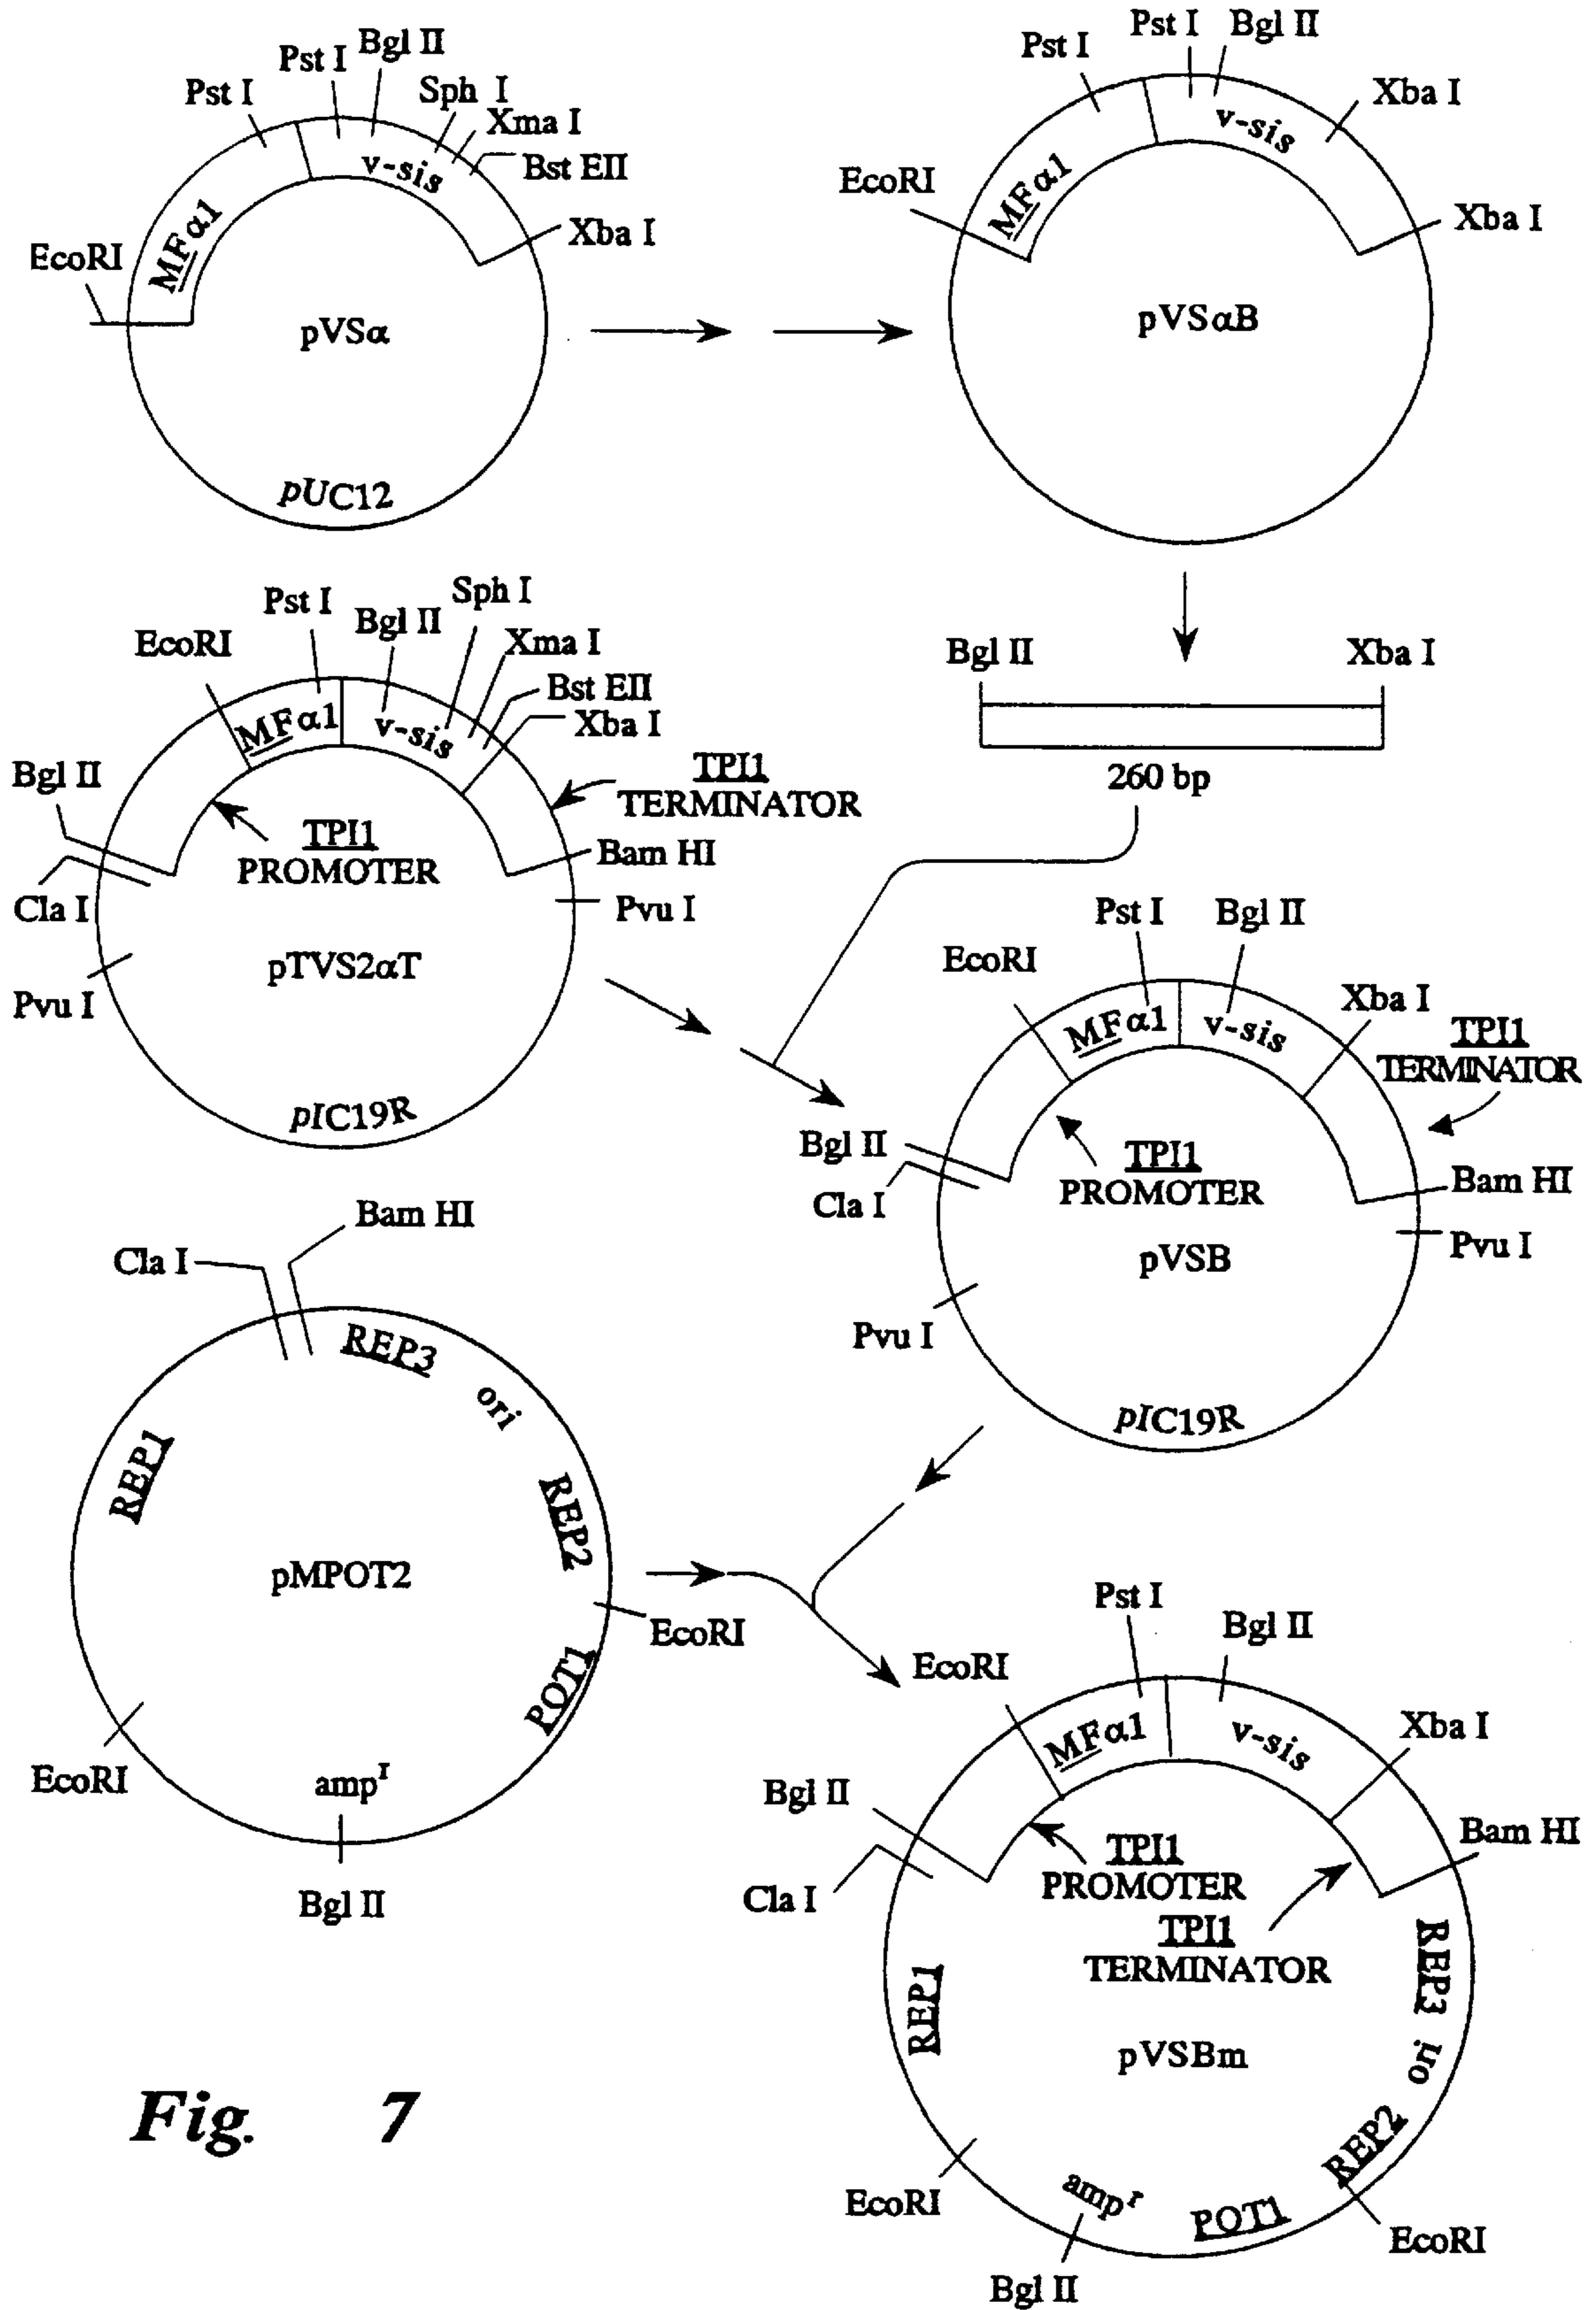 Pst I
Pst I
Bgl II
Sph I
Xma I
Bst EII
Xba I
EcoRI
MFα1
v-sis
pVSα
pUC12
Pst I
Pst I
Bgl II
Xba I
Xba I
EcoRI
MFα1
v-sis
pVSαB
Bgl II
Xba I
260 bp
EcoRI
Pst I
Bgl II
Sph I
Xma I
Bst EII
Xba I
MFα1
v-sis
TPI1
TERMINATOR
Bgl II
Cla I
TPI1
PROMOTER
Bam HI
Pvu I
Pvu I
pTVS2αT
pIC19R
EcoRI
Pst I
Bgl II
Xba I
MFα1
v-sis
TPI1
TERMINATOR
Bgl II
Cla I
TPI1
PROMOTER
Bam HI
Pvu I
Pvu I
pVSB
pIC19R
Cla I
Bam HI
REP3
ori
REP1
REP2
pMPOT2
EcoRI
POT1
EcoRI
ampr
Bgl II
EcoRI
Pst I
Bgl II
Xba I
MFα1
v-sis
Bgl II
Cla I
TPI1
PROMOTER
Bam HI
TPI1
TERMINATOR
REP1
REP3
ori
pVSBm
REP2
EcoRI
ampr
POT1
EcoRI
Bgl II
Fig. 7